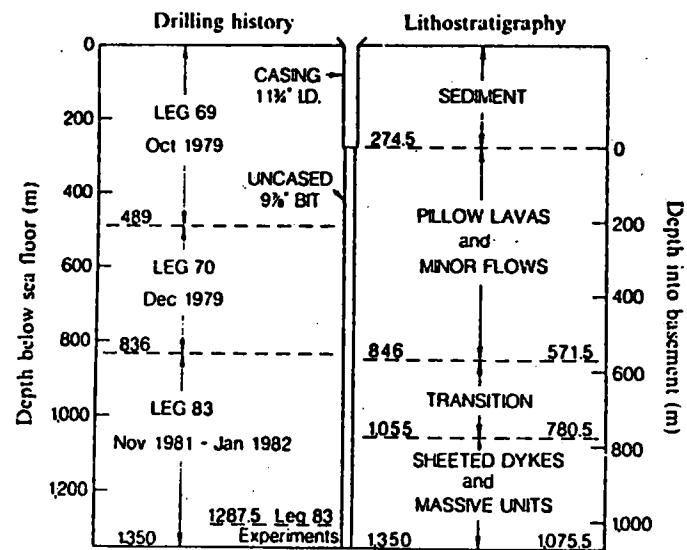 Drilling history
Lithostratigraphy
0
200
400
600
800
1,000
1,200
Depth below sea floor (m)
LEG 69
Oct 1979
489
LEG 70
Dec 1979
836
LEG 83
Nov 1981 - Jan 1982
1287.5 Leg 83
Experiments
1350
CASING
11¾" I.D.
UNCASED
9⅞" BIT
SEDIMENT
274.5
PILLOW LAVAS
and
MINOR FLOWS
846 571.5
TRANSITION
1,055 780.5
SHEETED DYKES
and
MASSIVE UNITS
1350 1,075.5
0
200
400
600
800
1,000
Depth into basement (m)